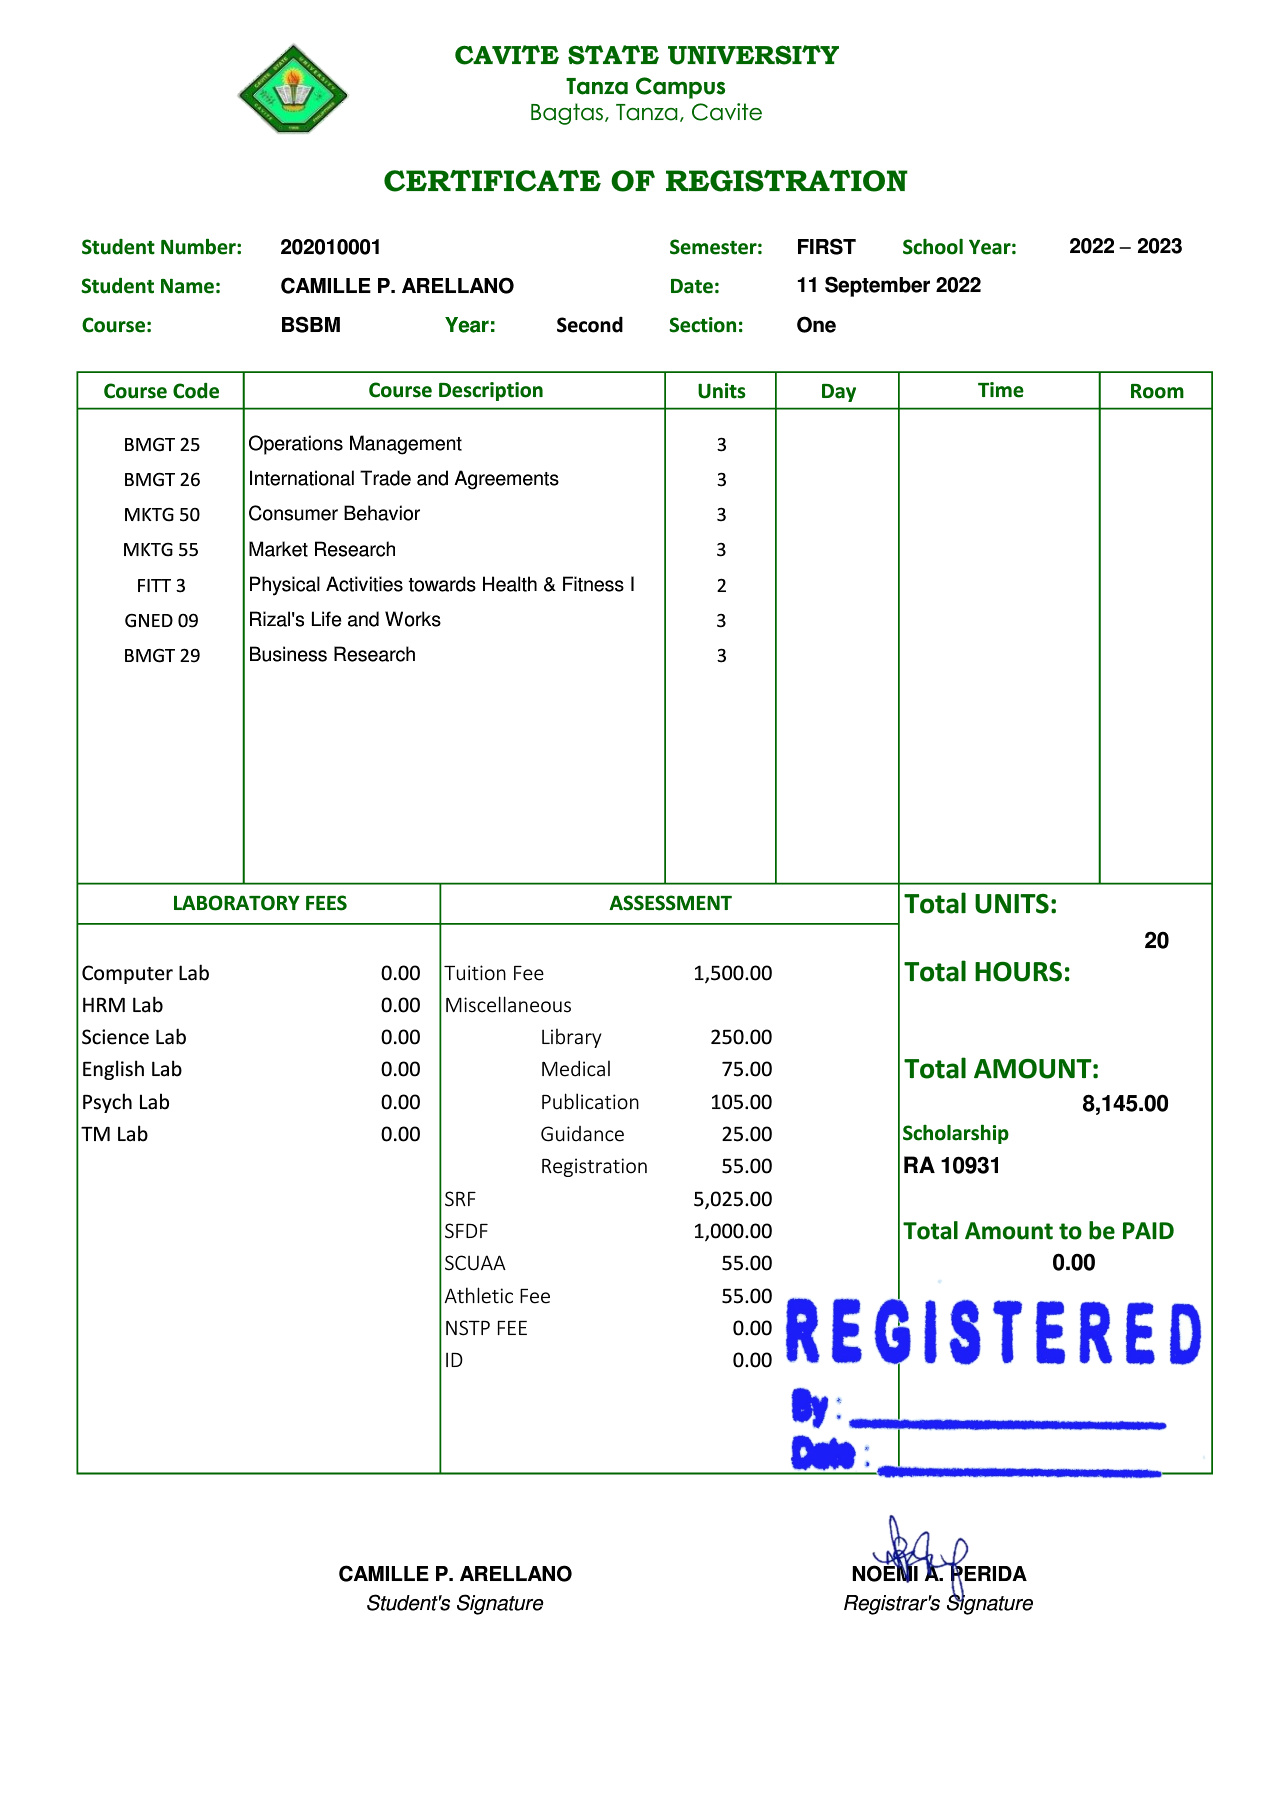 CAVITE STATE UNIVERSITY
Tanza Campus
Bagtas, Tanza, Cavite
CERTIFICATE OF REGISTRATION
Student Number: 202010001 Semester: FIRST School Year: 2022 – 2023
Student Name: CAMILLE P. ARELLANO Date: 11 September 2022
Course: BSBM Year: Second Section: One
Course Code Course Description Units Day Time Room
BMGT 25 Operations Management 3
BMGT 26 International Trade and Agreements 3
MKTG 50 Consumer Behavior 3
MKTG 55 Market Research 3
FITT 3 Physical Activities towards Health & Fitness I 2
GNED 09 Rizal's Life and Works 3
BMGT 29 Business Research 3
LABORATORY FEES
Computer Lab 0.00
HRM Lab 0.00
Science Lab 0.00
English Lab 0.00
Psych Lab 0.00
TM Lab 0.00
ASSESSMENT
Tuition Fee 1,500.00
Miscellaneous
Library 250.00
Medical 75.00
Publication 105.00
Guidance 25.00
Registration 55.00
SRF 5,025.00
SFDF 1,000.00
SCUAA 55.00
Athletic Fee 55.00
NSTP FEE 0.00
ID 0.00
Total UNITS:
20
Total HOURS:
Total AMOUNT:
8,145.00
Scholarship
RA 10931
Total Amount to be PAID
0.00
REGISTERED
By :
Date :
CAMILLE P. ARELLANO
Student's Signature
NOEMI A. PERIDA
Registrar's Signature